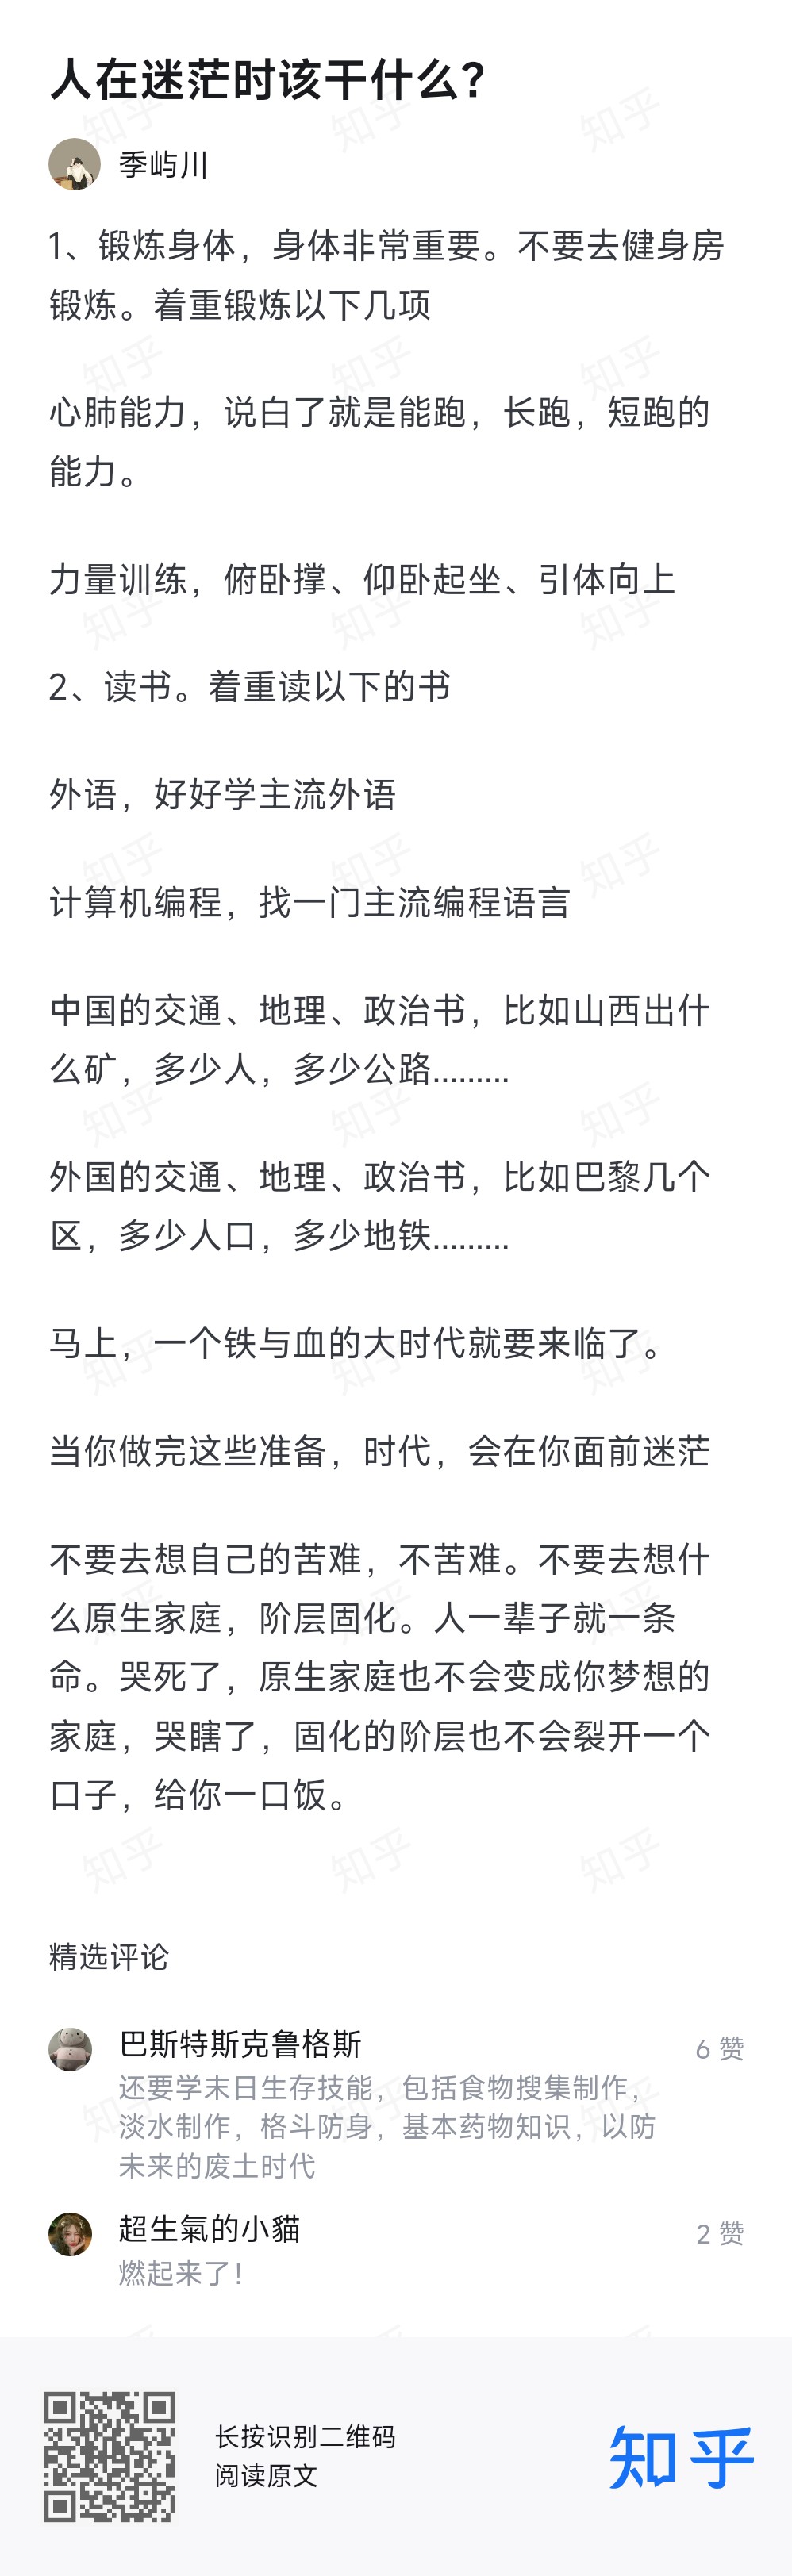 人在迷茫时该干什么?
季屿川
1、锻炼身体，身体非常重要。不要去健身房
锻炼。着重锻炼以下几项
心肺能力，说白了就是能跑，长跑，短跑的
能力。
力量训练，俯卧撑、仰卧起坐、引体向上
2、读书。着重读以下的书
外语，好好学主流外语
计算机编程，找一门主流编程语言
中国的交通、地理、政治书，比如山西出什
么矿，多少人，多少公路.........
外国的交通、地理、政治书，比如巴黎几个
区，多少人口，多少地铁.........
马上，一个铁与血的大时代就要来临了。
当你做完这些准备，时代，会在你面前迷茫
不要去想自己的苦难，不苦难。不要去想什
么原生家庭，阶层固化。人一辈子就一条
命。哭死了，原生家庭也不会变成你梦想的
家庭，哭瞎了，固化的阶层也不会裂开一个
口子，给你一口饭。
精选评论
巴斯特斯克鲁格斯
6 赞
还要学末日生存技能，包括食物搜集制作，
淡水制作，格斗防身，基本药物知识，以防
未来的废土时代
超生氣的小貓
2 赞
燃起来了！
长按识别二维码
阅读原文
知乎